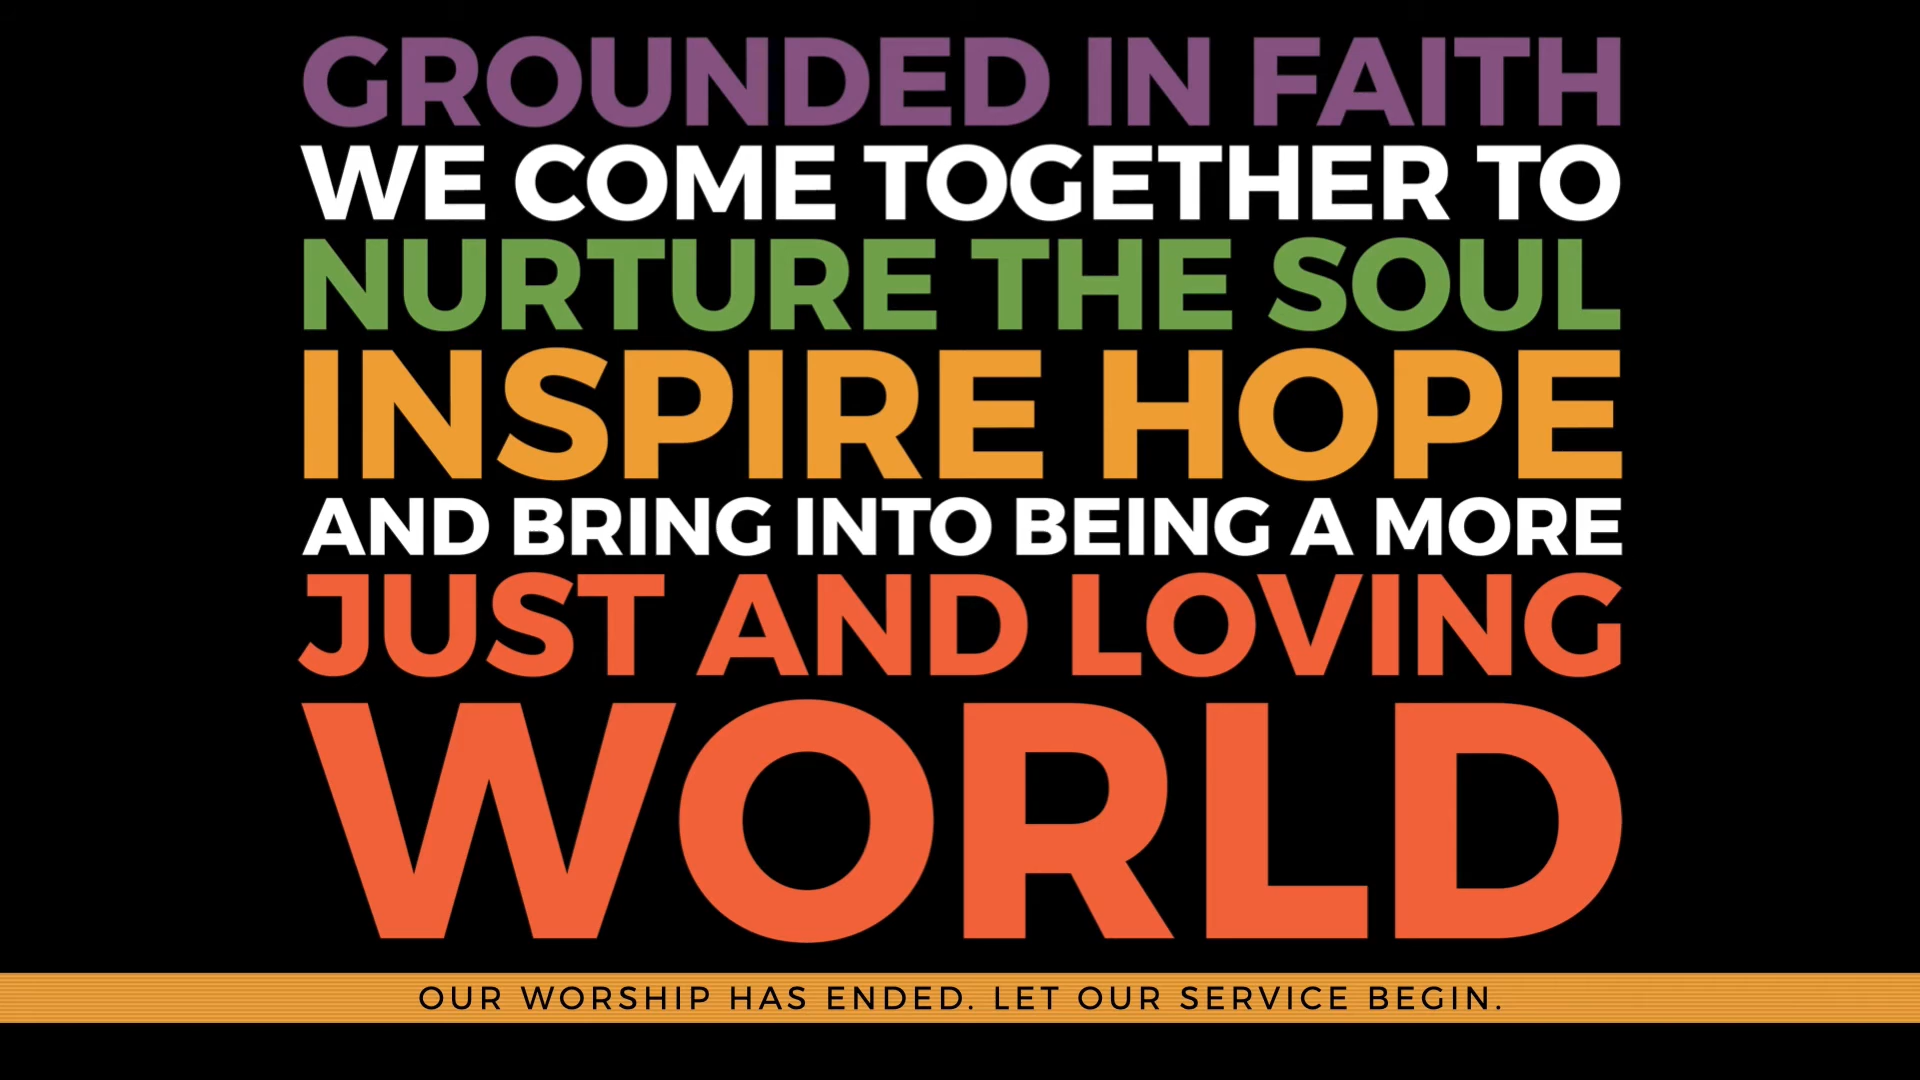 GROUNDED IN FAITH
WE COME TOGETHER TO
NURTURE THE SOUL
INSPIRE HOPE
AND BRING INTO BEING A MORE
JUST AND LOVING
WORLD
OUR WORSHIP HAS ENDED. LET OUR SERVICE BEGIN.